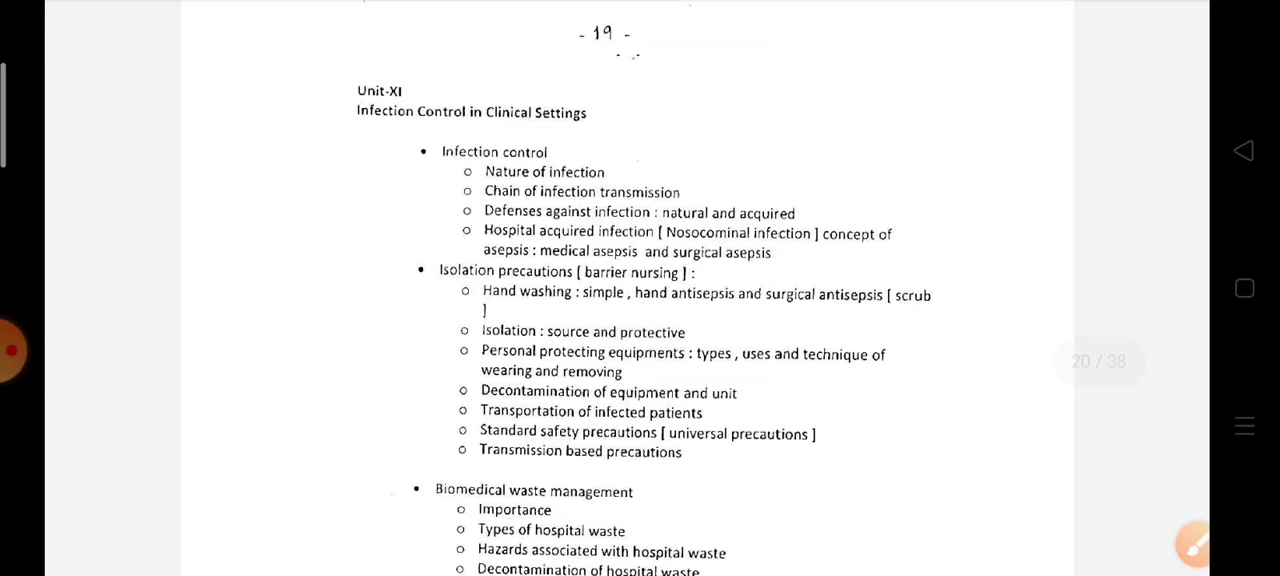 - 19 -
Unit-XI
Infection Control in Clinical Settings
• Infection control
o Nature of infection
o Chain of infection transmission
o Defenses against infection : natural and acquired
o Hospital acquired infection [ Nosocominal infection ] concept of
asepsis : medical asepsis and surgical asepsis
• Isolation precautions [ barrier nursing ] :
o Hand washing : simple , hand antisepsis and surgical antisepsis [ scrub
]
o Isolation : source and protective
o Personal protecting equipments : types , uses and technique of
wearing and removing
20 / 38
o Decontamination of equipment and unit
o Transportation of infected patients
o Standard safety precautions [ universal precautions ]
o Transmission based precautions
• Biomedical waste management
o Importance
o Types of hospital waste
o Hazards associated with hospital waste
o Decontamination of hospital waste